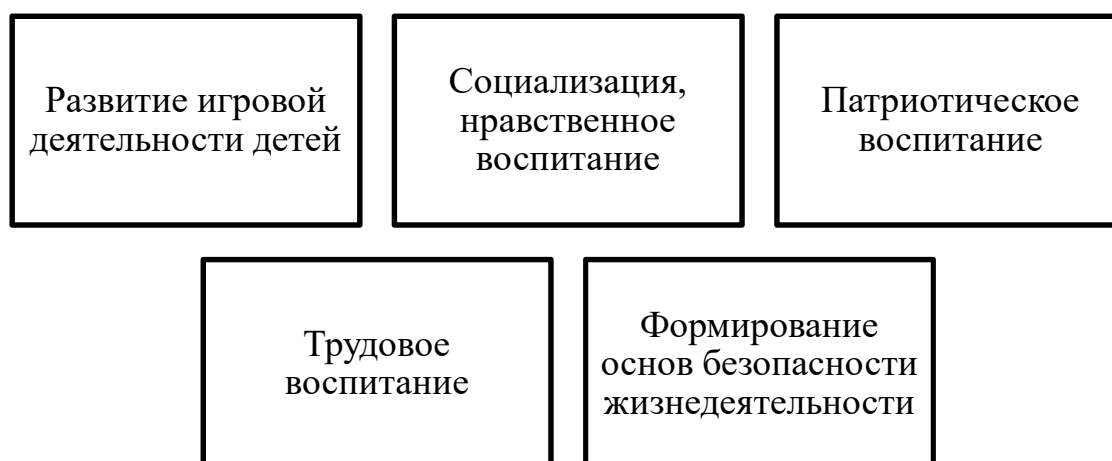 Развитие игровой
деятельности детей
Социализация,
нравственное
воспитание
Патриотическое
воспитание
Трудовое
воспитание
Формирование
основ безопасности
жизнедеятельности